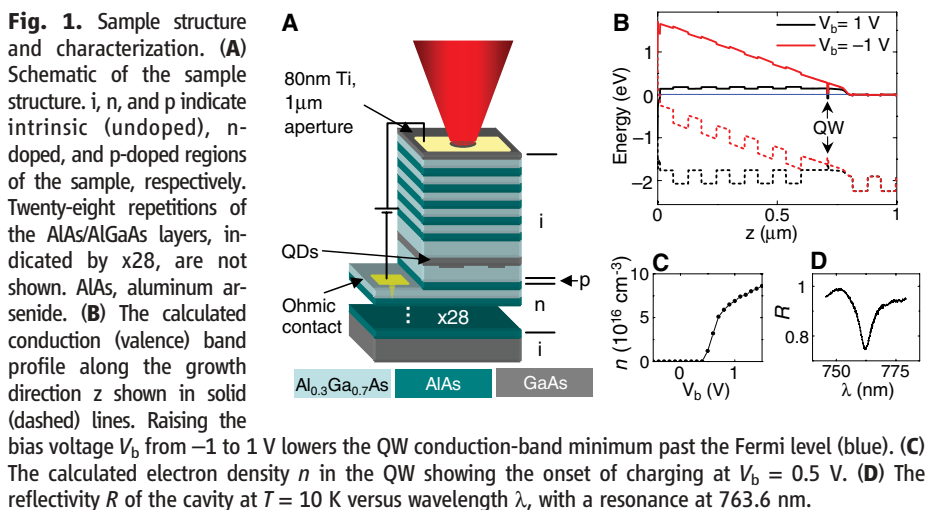 Fig. 1. Sample structure
and characterization. (A)
Schematic of the sample
structure. i, n, and p indicate
intrinsic (undoped), n-
doped, and p-doped regions
of the sample, respectively.
Twenty-eight repetitions of
the AlAs/AlGaAs layers, in-
dicated by x28, are not
shown. AlAs, aluminum ar-
senide. (B) The calculated
conduction (valence) band
profile along the growth
direction z shown in solid
(dashed) lines. Raising the
bias voltage Vb from −1 to 1 V lowers the QW conduction-band minimum past the Fermi level (blue). (C)
The calculated electron density n in the QW showing the onset of charging at Vb = 0.5 V. (D) The
reflectivity R of the cavity at T = 10 K versus wavelength λ, with a resonance at 763.6 nm.
A
80nm Ti,
1μm
aperture
QDs
Ohmic
contact
i
p
n
x28
i
Al0.3Ga0.7As
AlAs
GaAs
B
Vb= 1 V
Vb= −1 V
Energy (eV)
1
0
−1
−2
QW
0
0.5
1
z (μm)
C
n (10^16 cm^-3)
10
5
0
0
1
Vb (V)
D
R
1
0.8
750
775
λ (nm)